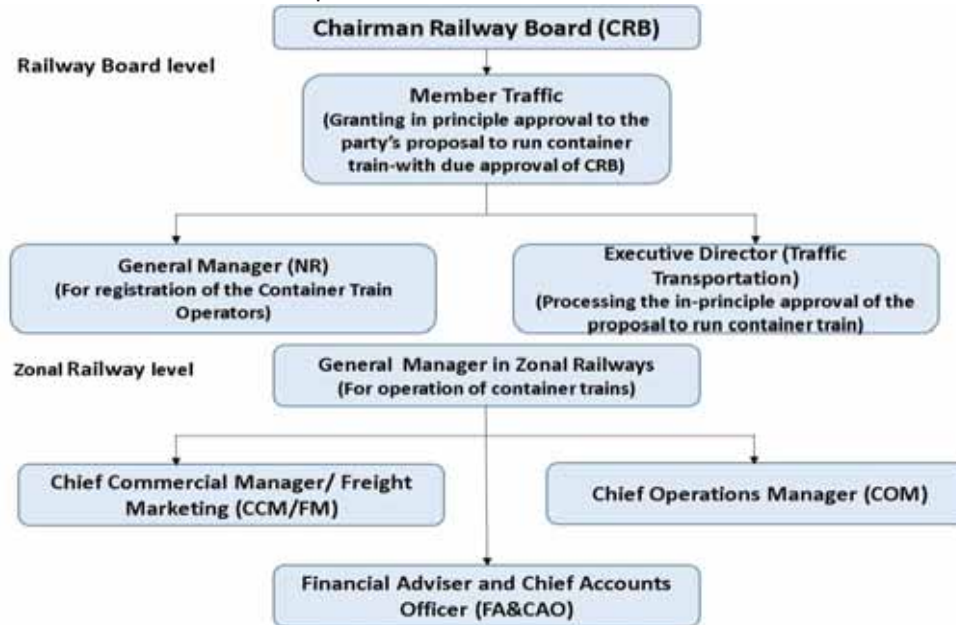 Chairman Railway Board (CRB)
Railway Board level
Member Traffic
(Granting in principle approval to the
party's proposal to run container
train-with due approval of CRB)
General Manager (NR)
(For registration of the Container Train
Operators)
Executive Director (Traffic
Transportation)
(Processing the in-principle approval of the
proposal to run container train)
Zonal Railway level
General Manager in Zonal Railways
(For operation of container trains)
Chief Commercial Manager/ Freight
Marketing (CCM/FM)
Chief Operations Manager (COM)
Financial Adviser and Chief Accounts
Officer (FA&CAO)